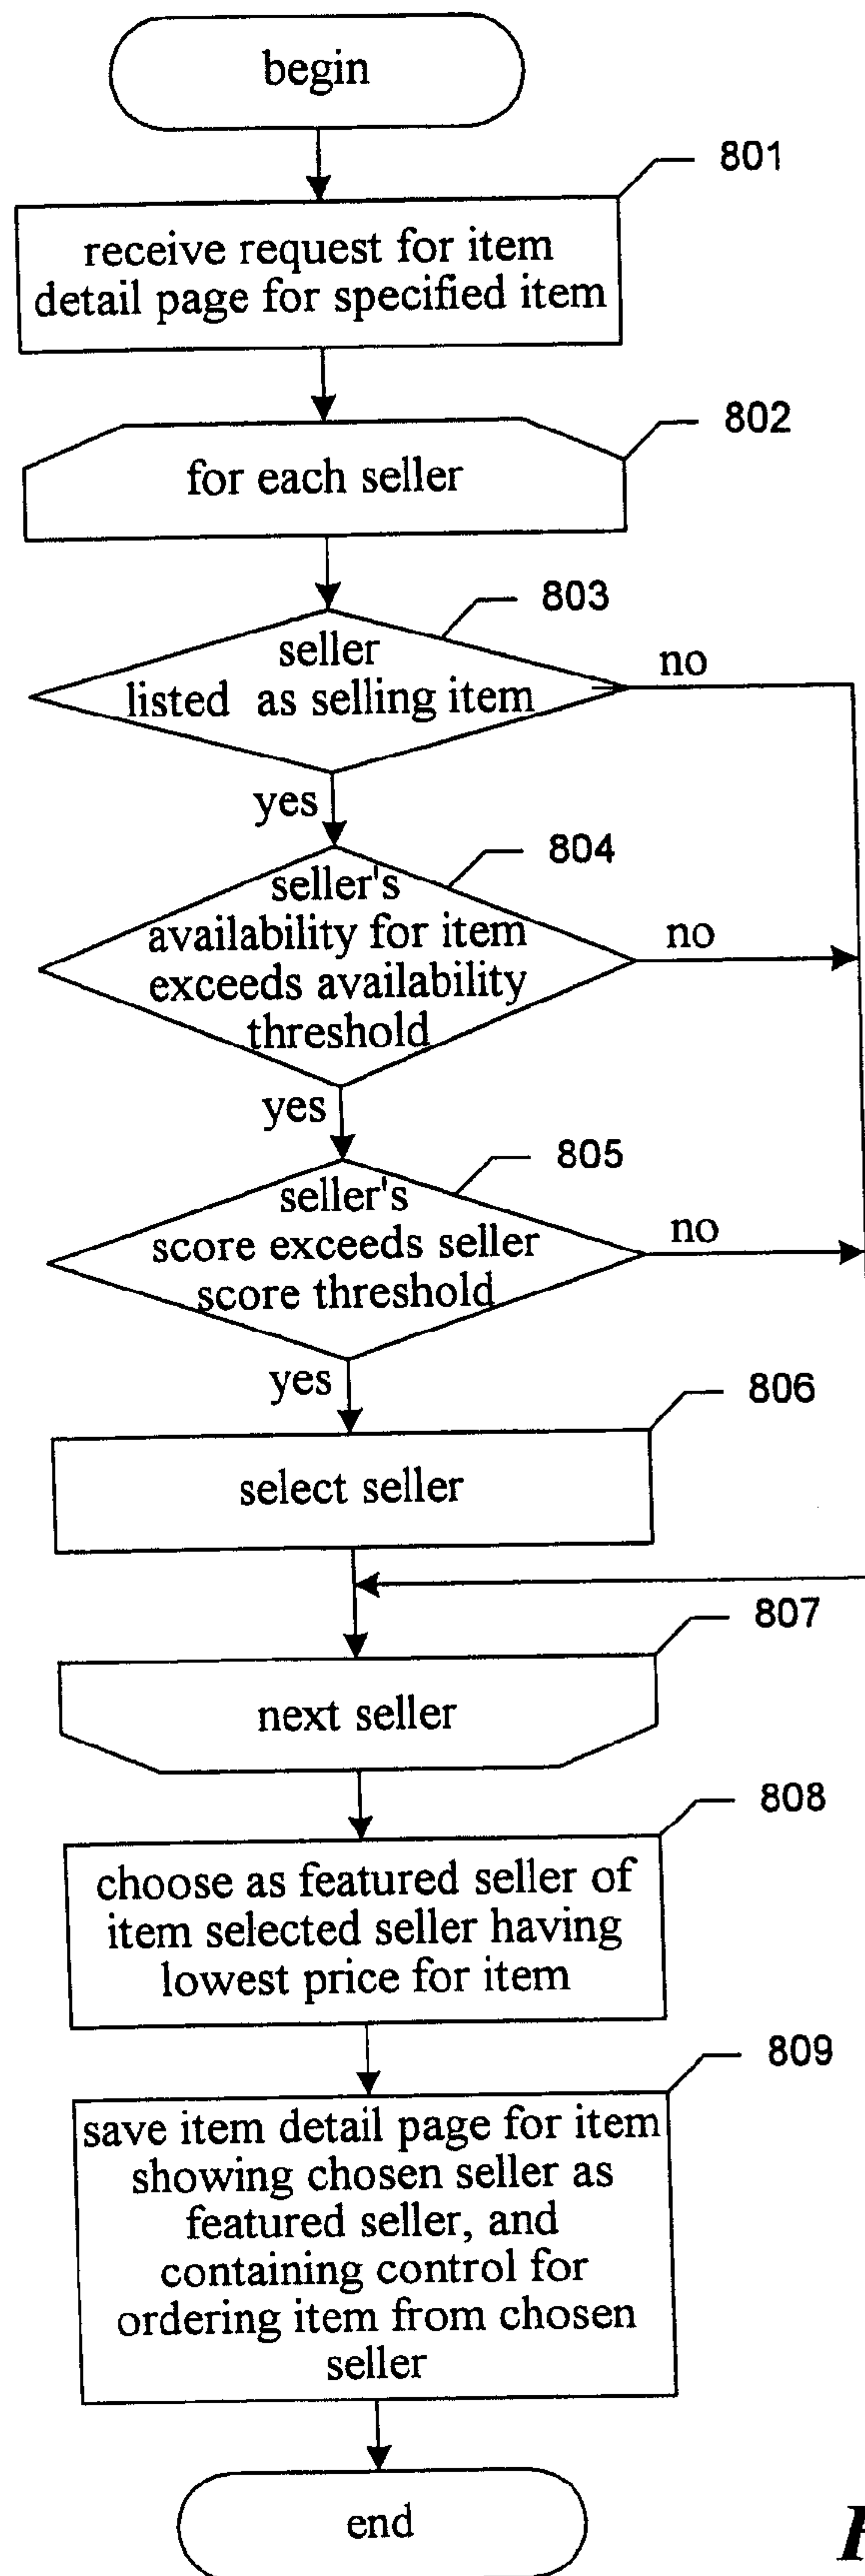 begin
801
receive request for item
detail page for specified item
802
for each seller
803
seller
listed as selling item
no
yes
804
seller's
availability for item
exceeds availability
threshold
no
yes
805
seller's
score exceeds seller
score threshold
no
yes
806
select seller
807
next seller
808
choose as featured seller of
item selected seller having
lowest price for item
809
save item detail page for item
showing chosen seller as
featured seller, and
containing control for
ordering item from chosen
seller
end